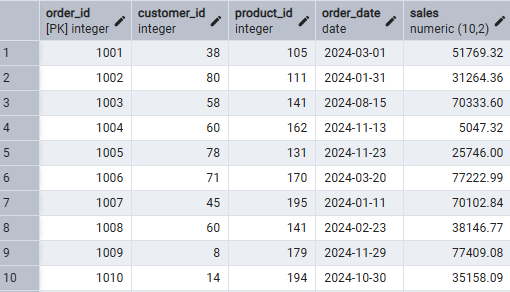 order_id customer_id product_id order_date sales
[PK] integer integer integer date numeric (10,2)
1 1001 38 105 2024-03-01 51769.32
2 1002 80 111 2024-01-31 31264.36
3 1003 58 141 2024-08-15 70333.60
4 1004 60 162 2024-11-13 5047.32
5 1005 78 131 2024-11-23 25746.00
6 1006 71 170 2024-03-20 77222.99
7 1007 45 195 2024-01-11 70102.84
8 1008 60 141 2024-02-23 38146.77
9 1009 8 179 2024-11-29 77409.08
10 1010 14 194 2024-10-30 35158.09